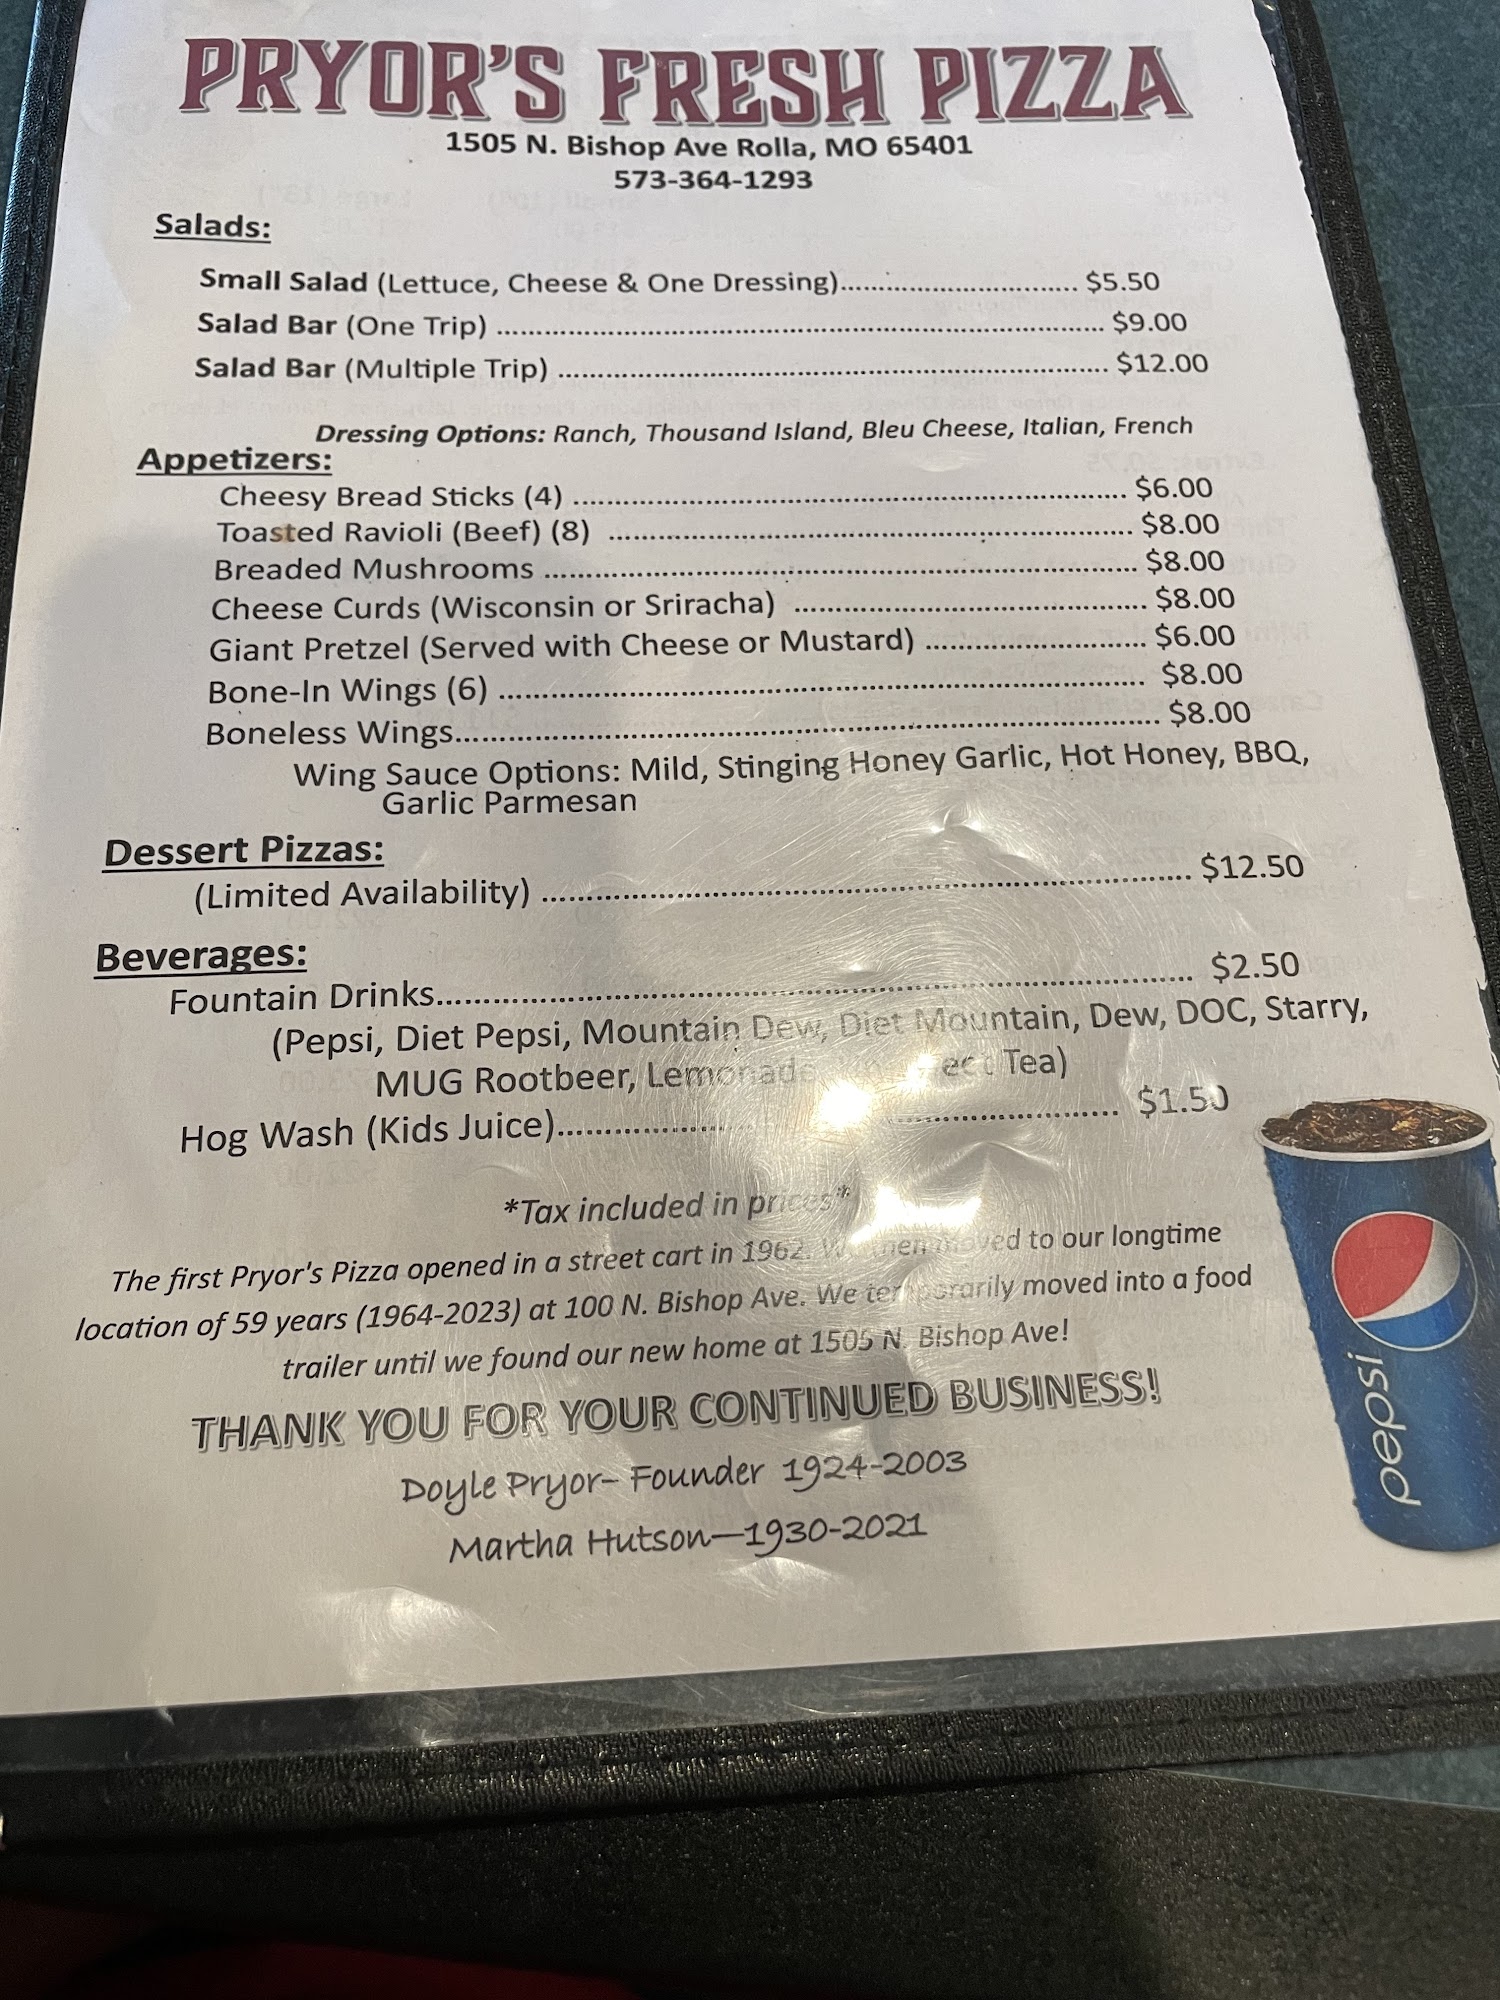 PRYOR'S FRESH PIZZA
1505 N. Bishop Ave Rolla, MO 65401
573-364-1293
Salads:
Small Salad (Lettuce, Cheese & One Dressing).............................. $5.50
Salad Bar (One Trip) .............................................................................. $9.00
Salad Bar (Multiple Trip) ...................................................................... $12.00
Dressing Options: Ranch, Thousand Island, Bleu Cheese, Italian, French
Appetizers:
Cheesy Bread Sticks (4) ...................................................................... $6.00
Toasted Ravioli (Beef) (8) .................................................................. $8.00
Breaded Mushrooms .......................................................................... $8.00
Cheese Curds (Wisconsin or Sriracha) ............................................ $8.00
Giant Pretzel (Served with Cheese or Mustard) ............................ $6.00
Bone-In Wings (6) ................................................................................ $8.00
Boneless Wings...................................................................................... $8.00
Wing Sauce Options: Mild, Stinging Honey Garlic, Hot Honey, BBQ,
Garlic Parmesan
Dessert Pizzas:
(Limited Availability) .............................................................................. $12.50
Beverages:
Fountain Drinks........................................................................................ $2.50
(Pepsi, Diet Pepsi, Mountain Dew, Diet Mountain, Dew, DOC, Starry,
MUG Rootbeer, Lemonade Tea)
Hog Wash (Kids Juice)............................................................ $1.50
*Tax included in prices*
The first Pryor's Pizza opened in a street cart in 1962. We then moved to our longtime
location of 59 years (1964-2023) at 100 N. Bishop Ave. We temporarily moved into a food
trailer until we found our new home at 1505 N. Bishop Ave!
THANK YOU FOR YOUR CONTINUED BUSINESS!
Doyle Pryor– Founder 1924-2003
Martha Hutson—1930-2021
pepsi